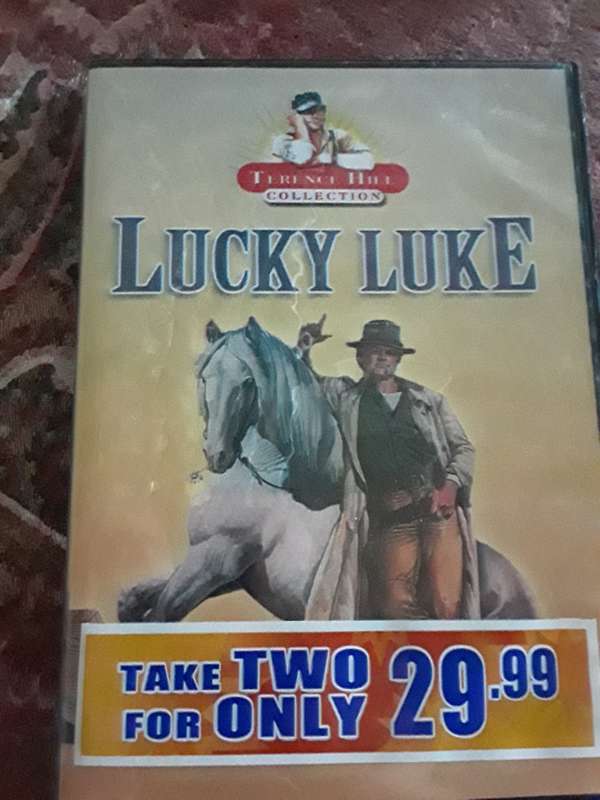 TERENCE HILL
COLLECTION
LUCKY LUKE
TAKE TWO
FOR ONLY 29.99